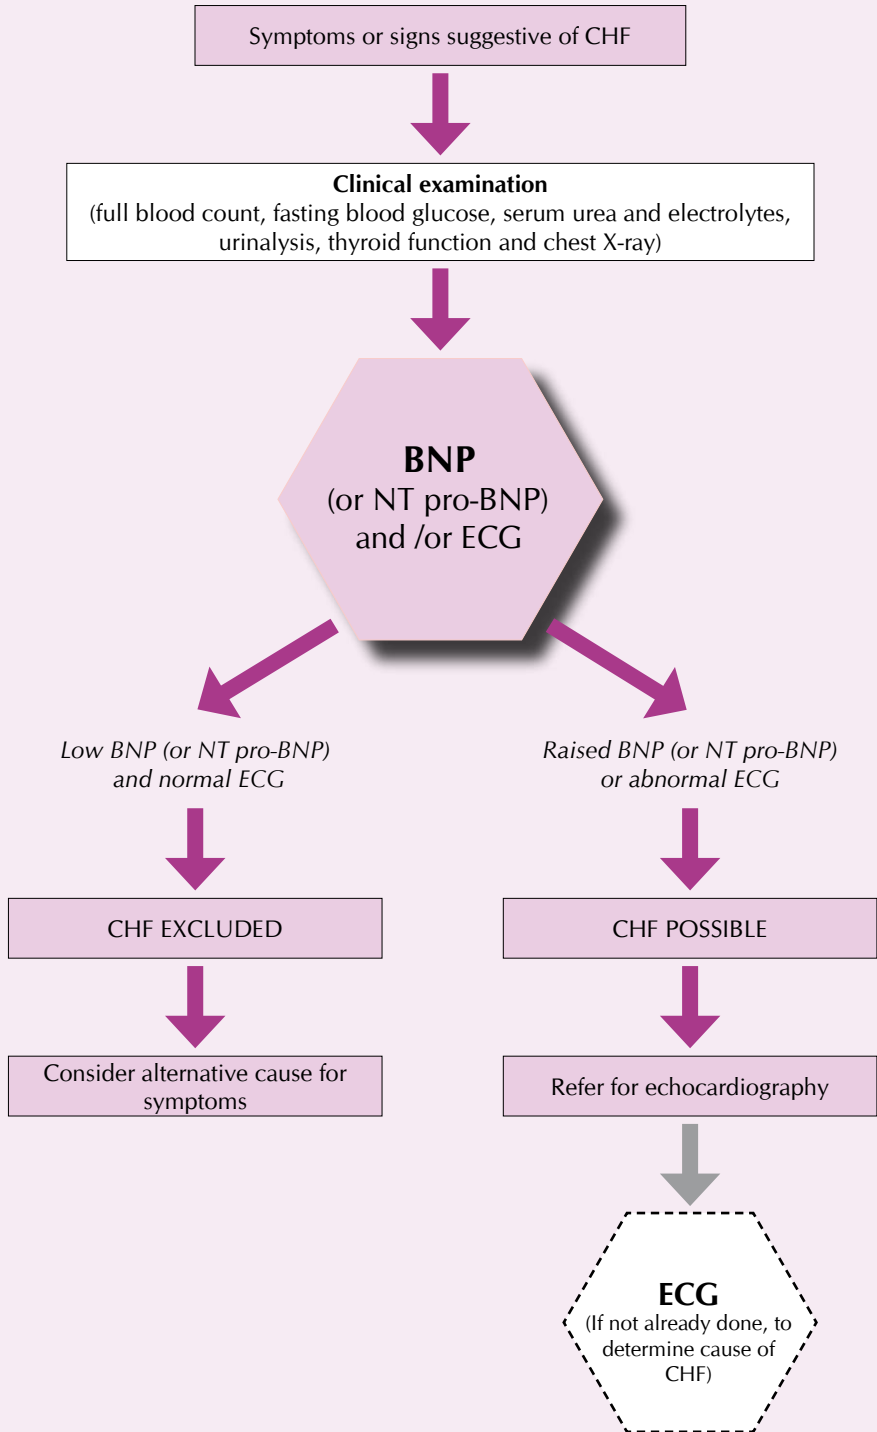 Symptoms or signs suggestive of CHF
Clinical examination
(full blood count, fasting blood glucose, serum urea and electrolytes,
urinalysis, thyroid function and chest X-ray)
BNP
(or NT pro-BNP)
and /or ECG
Low BNP (or NT pro-BNP)
and normal ECG
Raised BNP (or NT pro-BNP)
or abnormal ECG
CHF EXCLUDED
CHF POSSIBLE
Consider alternative cause for
symptoms
Refer for echocardiography
ECG
(If not already done, to
determine cause of
CHF)